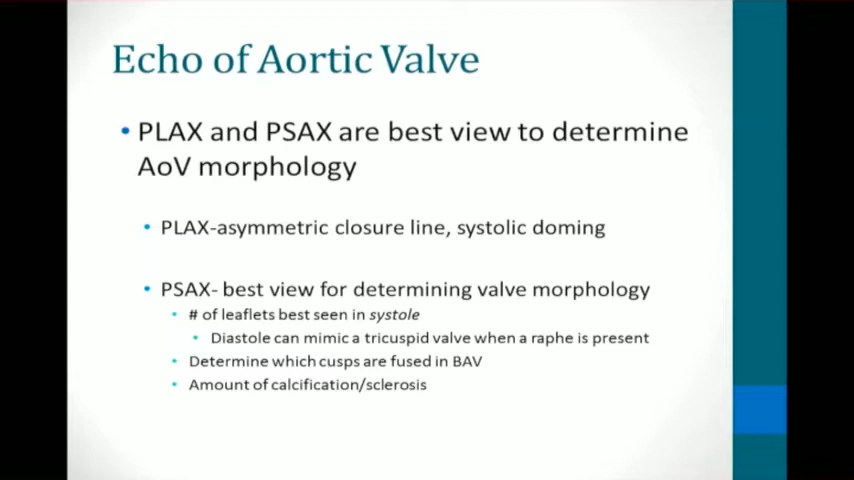 Echo of Aortic Valve
• PLAX and PSAX are best view to determine
AoV morphology
• PLAX-asymmetric closure line, systolic doming
• PSAX- best view for determining valve morphology
• # of leaflets best seen in systole
• Diastole can mimic a tricuspid valve when a raphe is present
• Determine which cusps are fused in BAV
• Amount of calcification/sclerosis